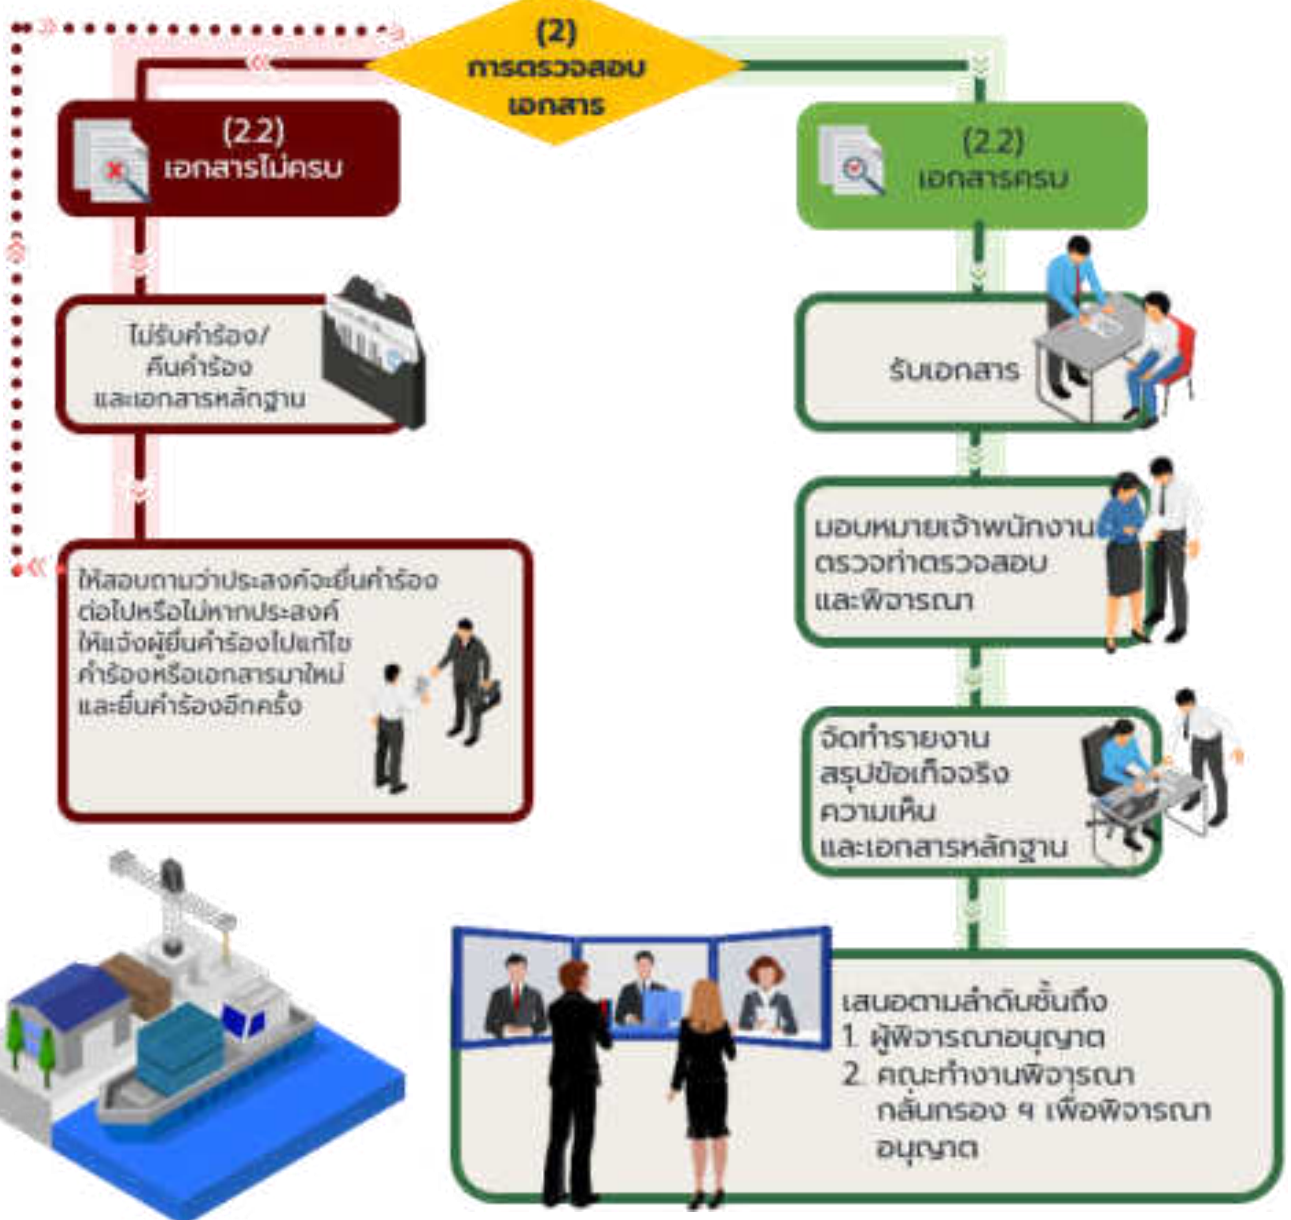 (2)
การตรวจสอบ
เอกสาร
(2.2)
เอกสารไม่ครบ
ไม่รับคำร้อง/
คืนคำร้อง
และเอกสารหลักฐาน
ให้สอบถามว่าประสงค์จะยื่นคำร้อง
ต่อไปหรือไม่หากประสงค์
ให้แจ้งผู้ยื่นคำร้องไปแก้ไข
คำร้องหรือเอกสารมาใหม่
และยื่นคำร้องอีกครั้ง
(2.2)
เอกสารครบ
รับเอกสาร
มอบหมายเจ้าพนักงาน
ตรวจท่าตรวจสอบ
และพิจารณา
จัดทำรายงาน
สรุปข้อเท็จจริง
ความเห็น
และเอกสารหลักฐาน
เสนอตามลำดับชั้นถึง
1. ผู้พิจารณาอนุญาต
2. คณะทำงานพิจารณา
กลั่นกรอง ฯ เพื่อพิจารณา
อนุญาต